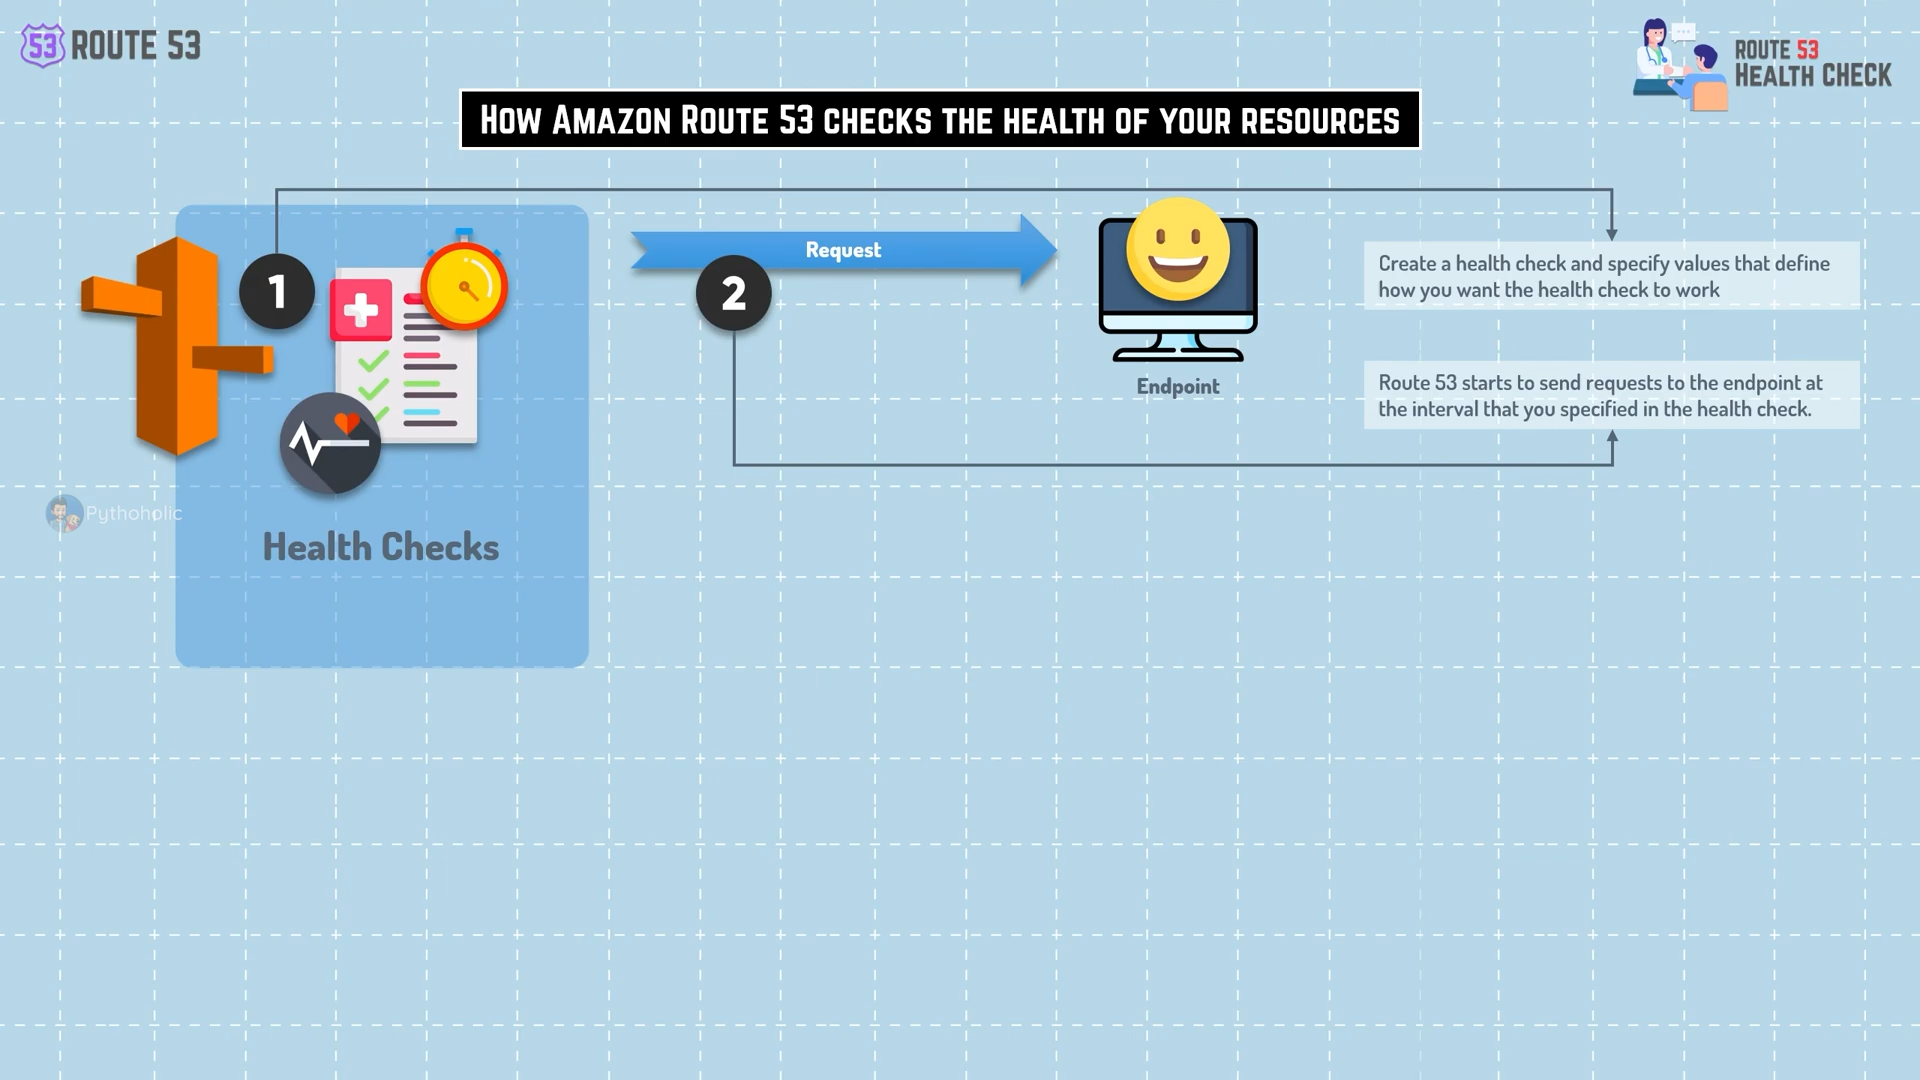 53 ROUTE 53
ROUTE 53
HEALTH CHECK
HOW AMAZON ROUTE 53 CHECKS THE HEALTH OF YOUR RESOURCES
1
Request
2
Endpoint
Create a health check and specify values that define
how you want the health check to work
Route 53 starts to send requests to the endpoint at
the interval that you specified in the health check.
Pythoholic
Health Checks